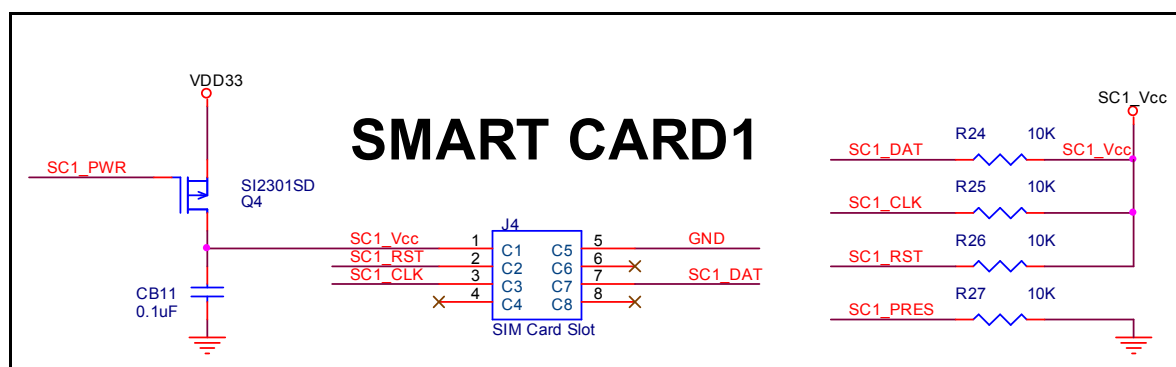 VDD33
SC1_Vcc
SMART CARD1
R24 10K
SC1_DAT SC1_Vcc
SC1_PWR
SI2301SD
Q4
R25 10K
SC1_CLK
J4
SC1_Vcc 1 C1 C5 5 GND
SC1_RST 2 C2 C6 6
SC1_CLK 3 C3 C7 7 SC1_DAT
4 C4 C8 8
SIM Card Slot
R26 10K
SC1_RST
CB11
0.1uF
R27 10K
SC1_PRES